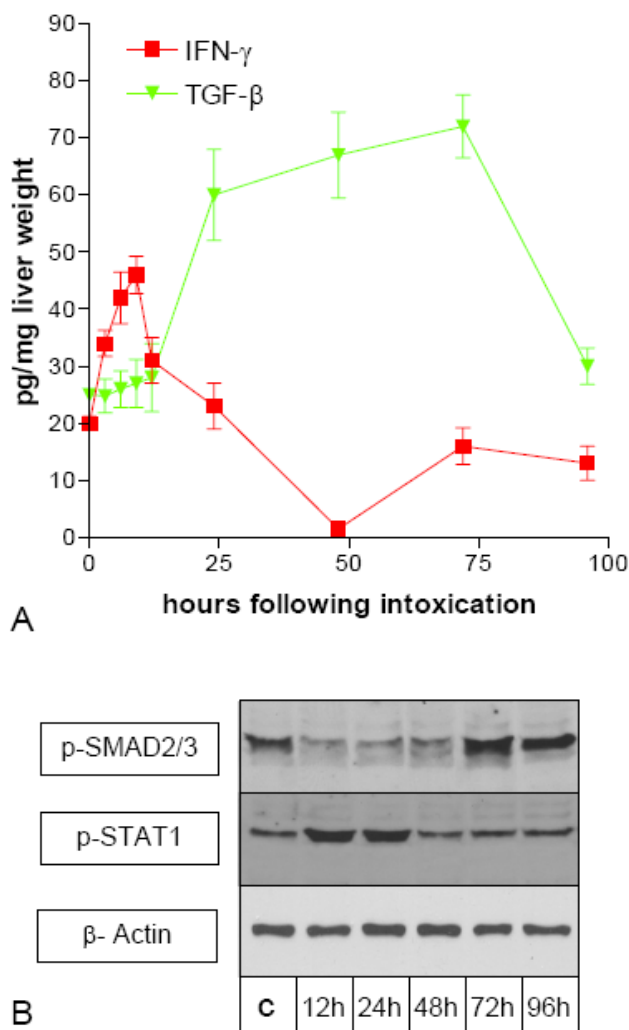 90
80
70
60
50
40
30
20
10
0
IFN-γ
TGF-β
pg/mg liver weight
0 25 50 75 100
hours following intoxication
A
p-SMAD2/3
p-STAT1
β- Actin
C 12h 24h 48h 72h 96h
B